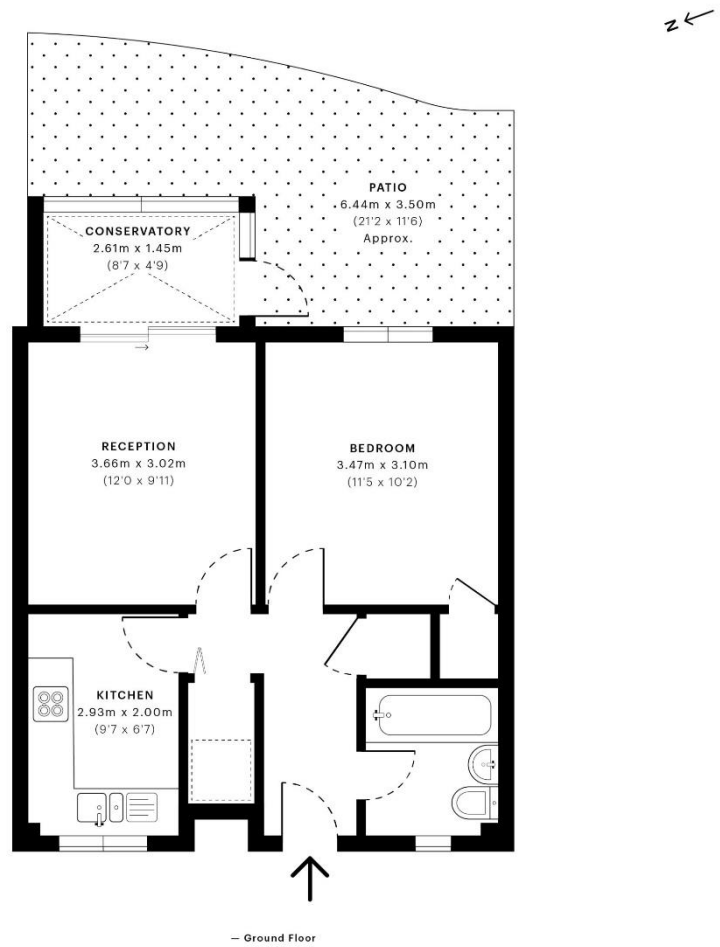 N
PATIO
6.44m x 3.50m
(21'2 x 11'6)
Approx.
CONSERVATORY
2.61m x 1.45m
(8'7 x 4'9)
RECEPTION
3.66m x 3.02m
(12'0 x 9'11)
BEDROOM
3.47m x 3.10m
(11'5 x 10'2)
KITCHEN
2.93m x 2.00m
(9'7 x 6'7)
— Ground Floor